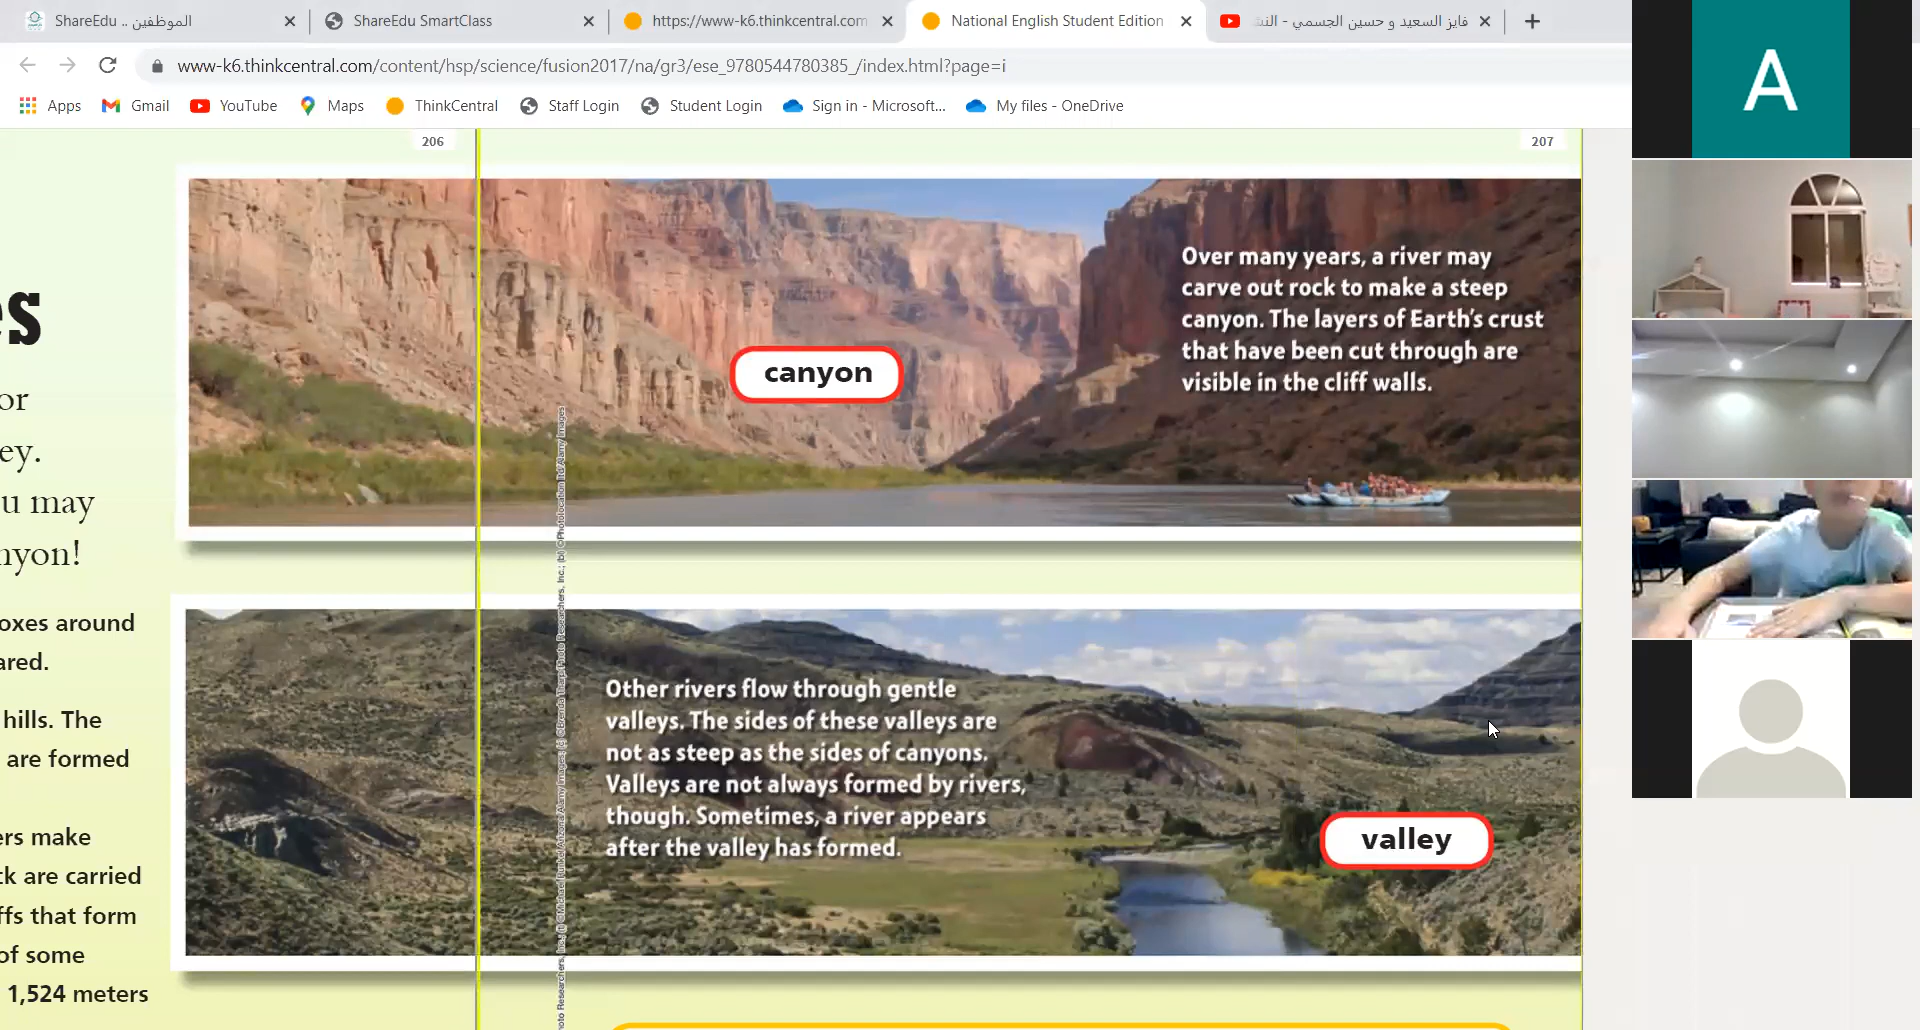 ShareEdu .. الموظفين
ShareEdu SmartClass
https://www-k6.thinkcentral.com
National English Student Edition
فايز السعيد و حسين الجسمي -
www-k6.thinkcentral.com/content/hsp/science/fusion2017/na/gr3/ese_9780544780385_/index.html?page=i
Apps
Gmail
YouTube
Maps
ThinkCentral
Staff Login
Student Login
Sign in - Microsoft...
My files - OneDrive
206
207
es
or
ey.
u may
nyon!
oxes around
ared.
hills. The
are formed
ers make
ck are carried
ffs that form
of some
1,524 meters
canyon
Over many years, a river may
carve out rock to make a steep
canyon. The layers of Earth's crust
that have been cut through are
visible in the cliff walls.
Other rivers flow through gentle
valleys. The sides of these valleys are
not as steep as the sides of canyons.
Valleys are not always formed by rivers,
though. Sometimes, a river appears
after the valley has formed.
valley
A